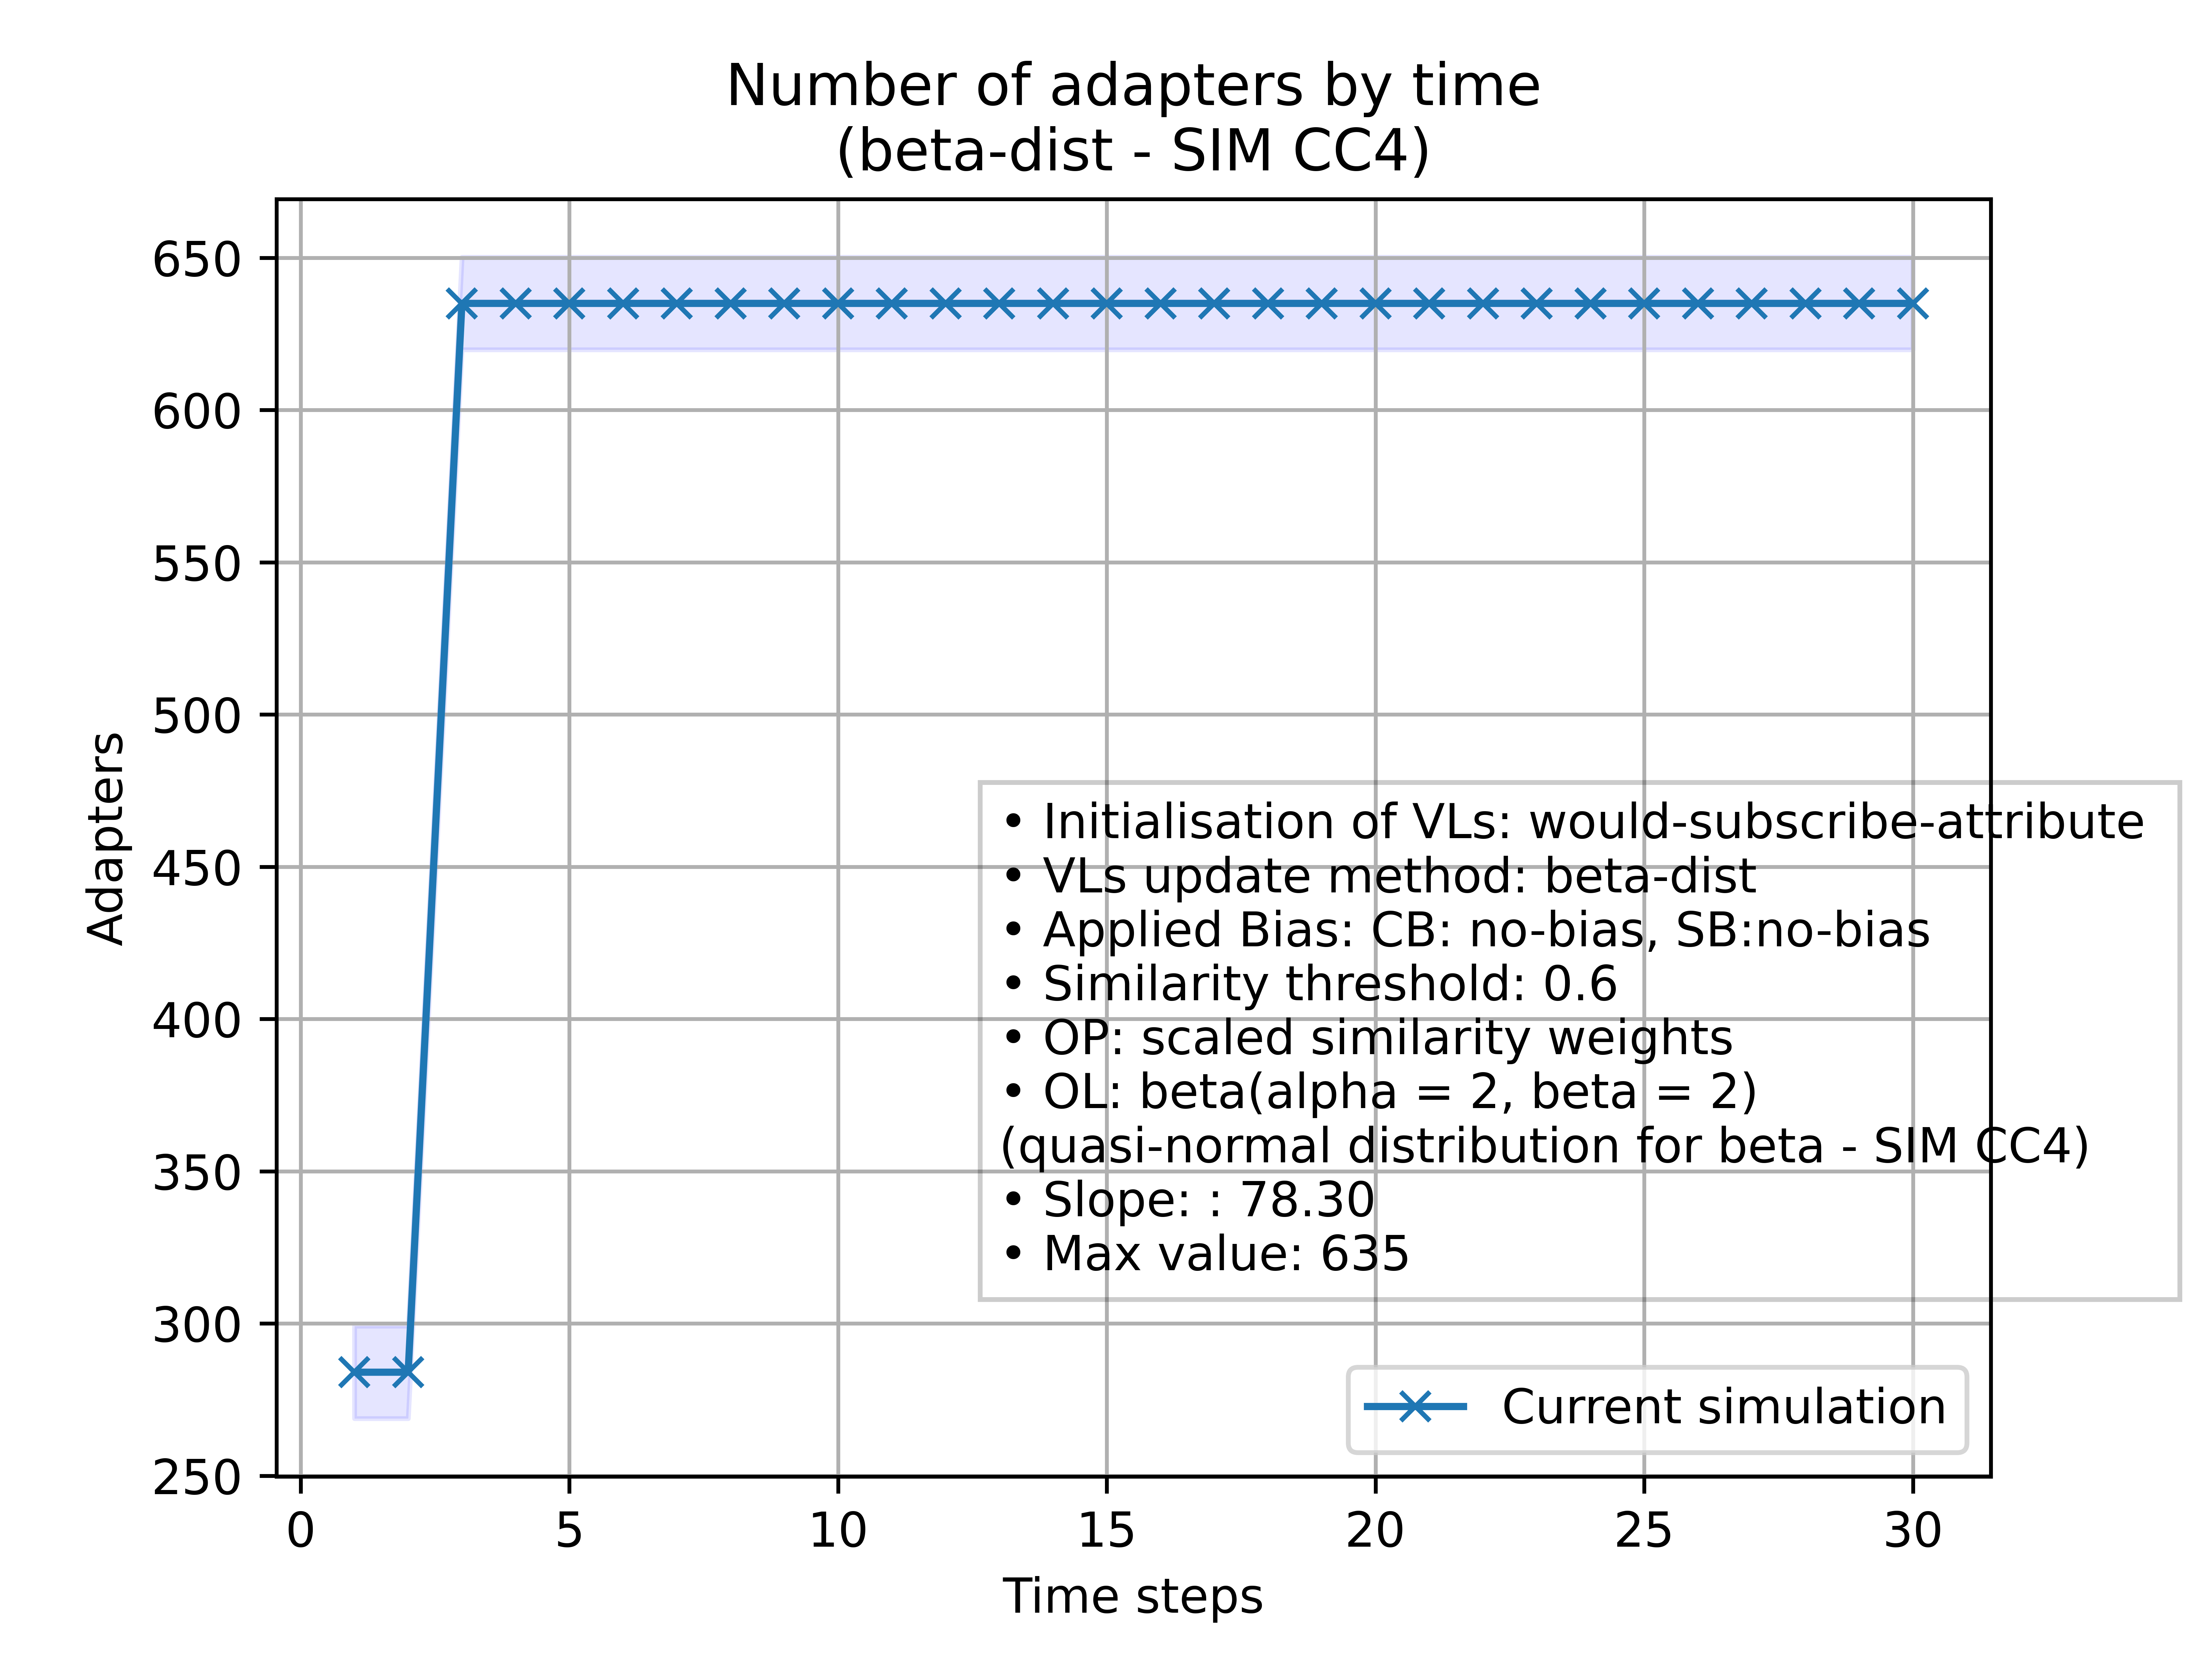 Number of adapters by time
(beta-dist - SIM CC4)
650
600
550
500
450
400
350
300
250
Adapters
• Initialisation of VLs: would-subscribe-attribute
• VLs update method: beta-dist
• Applied Bias: CB: no-bias, SB:no-bias
• Similarity threshold: 0.6
• OP: scaled similarity weights
• OL: beta(alpha = 2, beta = 2)
(quasi-normal distribution for beta - SIM CC4)
• Slope: : 78.30
• Max value: 635
Current simulation
0 5 10 15 20 25 30
Time steps